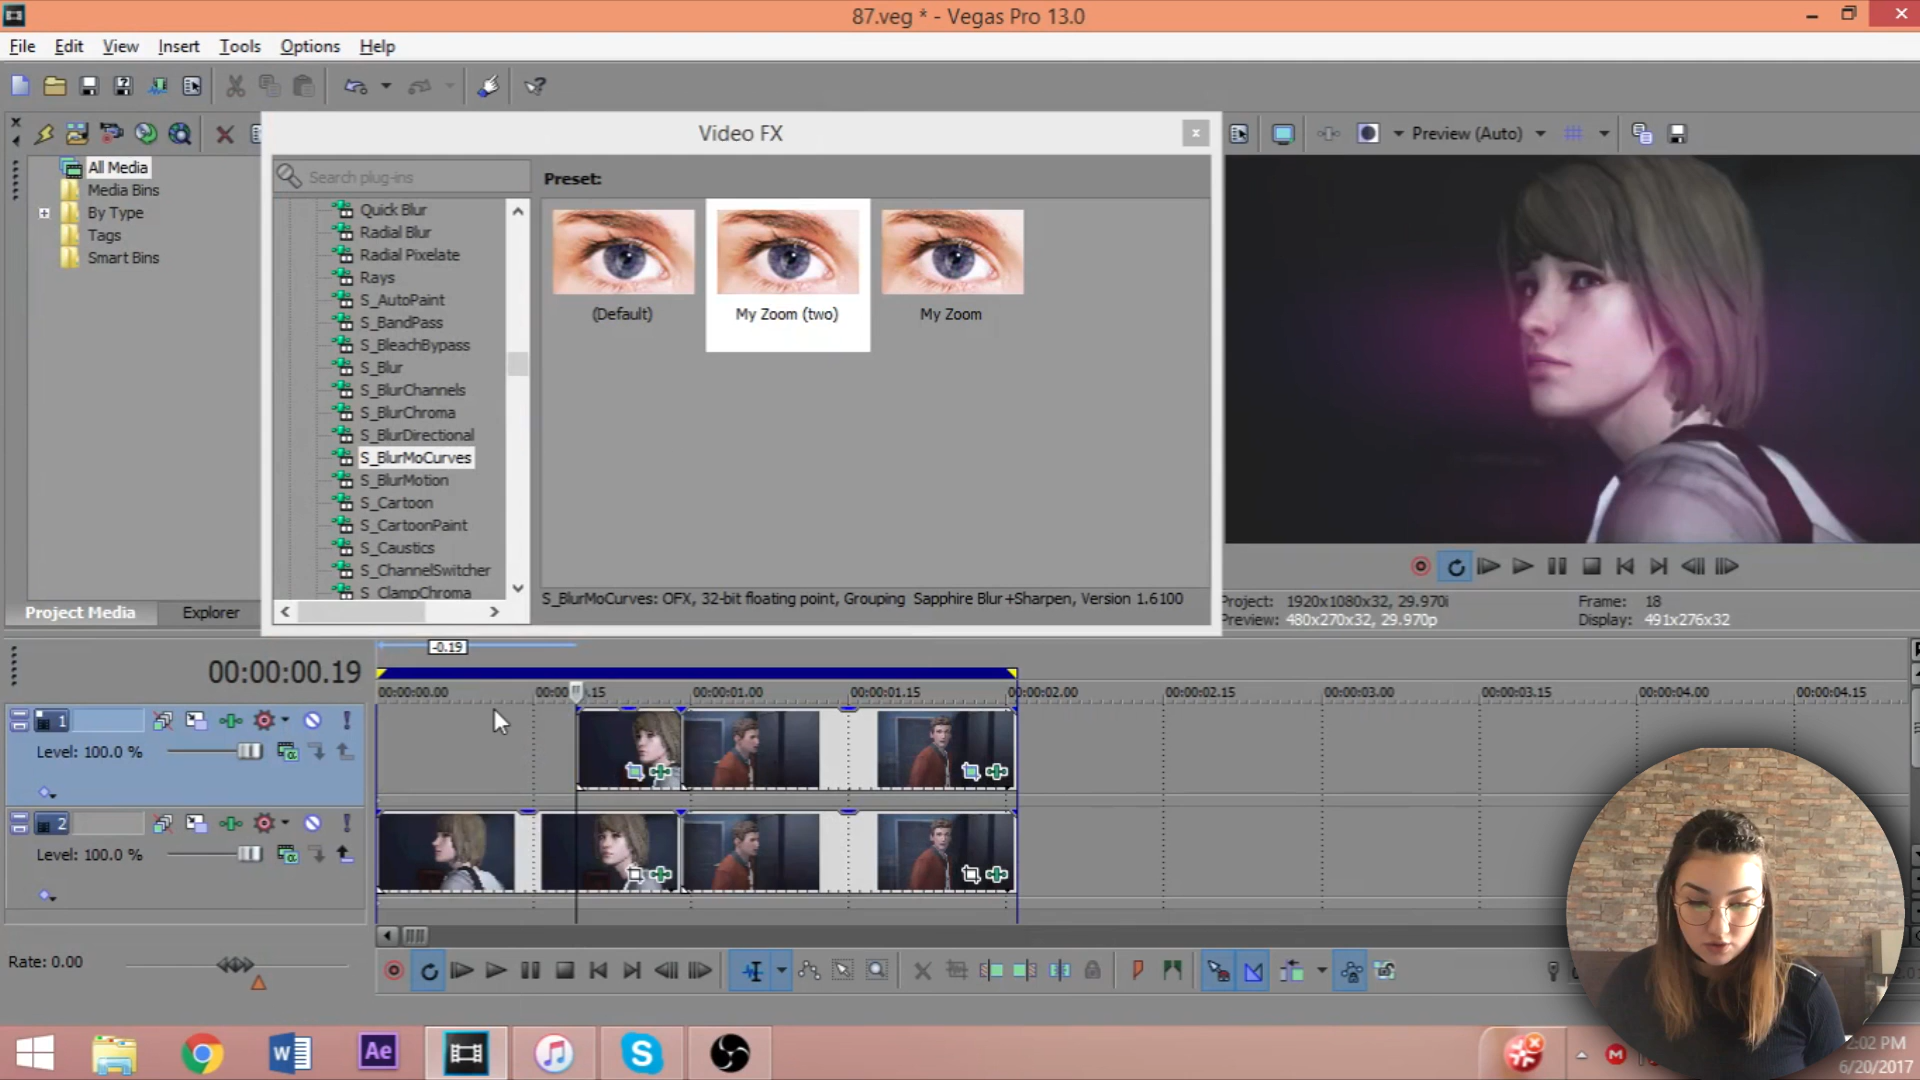 87.veg * - Vegas Pro 13.0
File Edit View Insert Tools Options Help
Video FX
Preview (Auto)
All Media
Media Bins
By Type
Tags
Smart Bins
Search plug-ins
Quick Blur
Radial Blur
Radial Pixelate
Rays
S_AutoPaint
S_BandPass
S_BleachBypass
S_Blur
S_BlurChannels
S_BlurChroma
S_BlurDirectional
S_BlurMoCurves
S_BlurMotion
S_Cartoon
S_CartoonPaint
S_Caustics
S_ChannelSwitcher
S_ClampChroma
Preset:
(Default) My Zoom (two) My Zoom
S_BlurMoCurves: OFX, 32-bit floating point, Grouping Sapphire Blur+Sharpen, Version 1.6100
Project Media Explorer
Project: 1920x1080x32, 29.970i Frame: 18
Preview: 480x270x32, 29.970p Display: 491x276x32
-0.19
00:00:00.19
00:00:00.00 00:00:01.00 00:00:01.15 00:00:02.00 00:00:02.15 00:00:03.00 00:00:03.15 00:00:04.00 00:00:04.15
1
Level: 100.0 %
2
Level: 100.0 %
Rate: 0.00
W
Ae
S
M
2:02 PM
6/20/2017